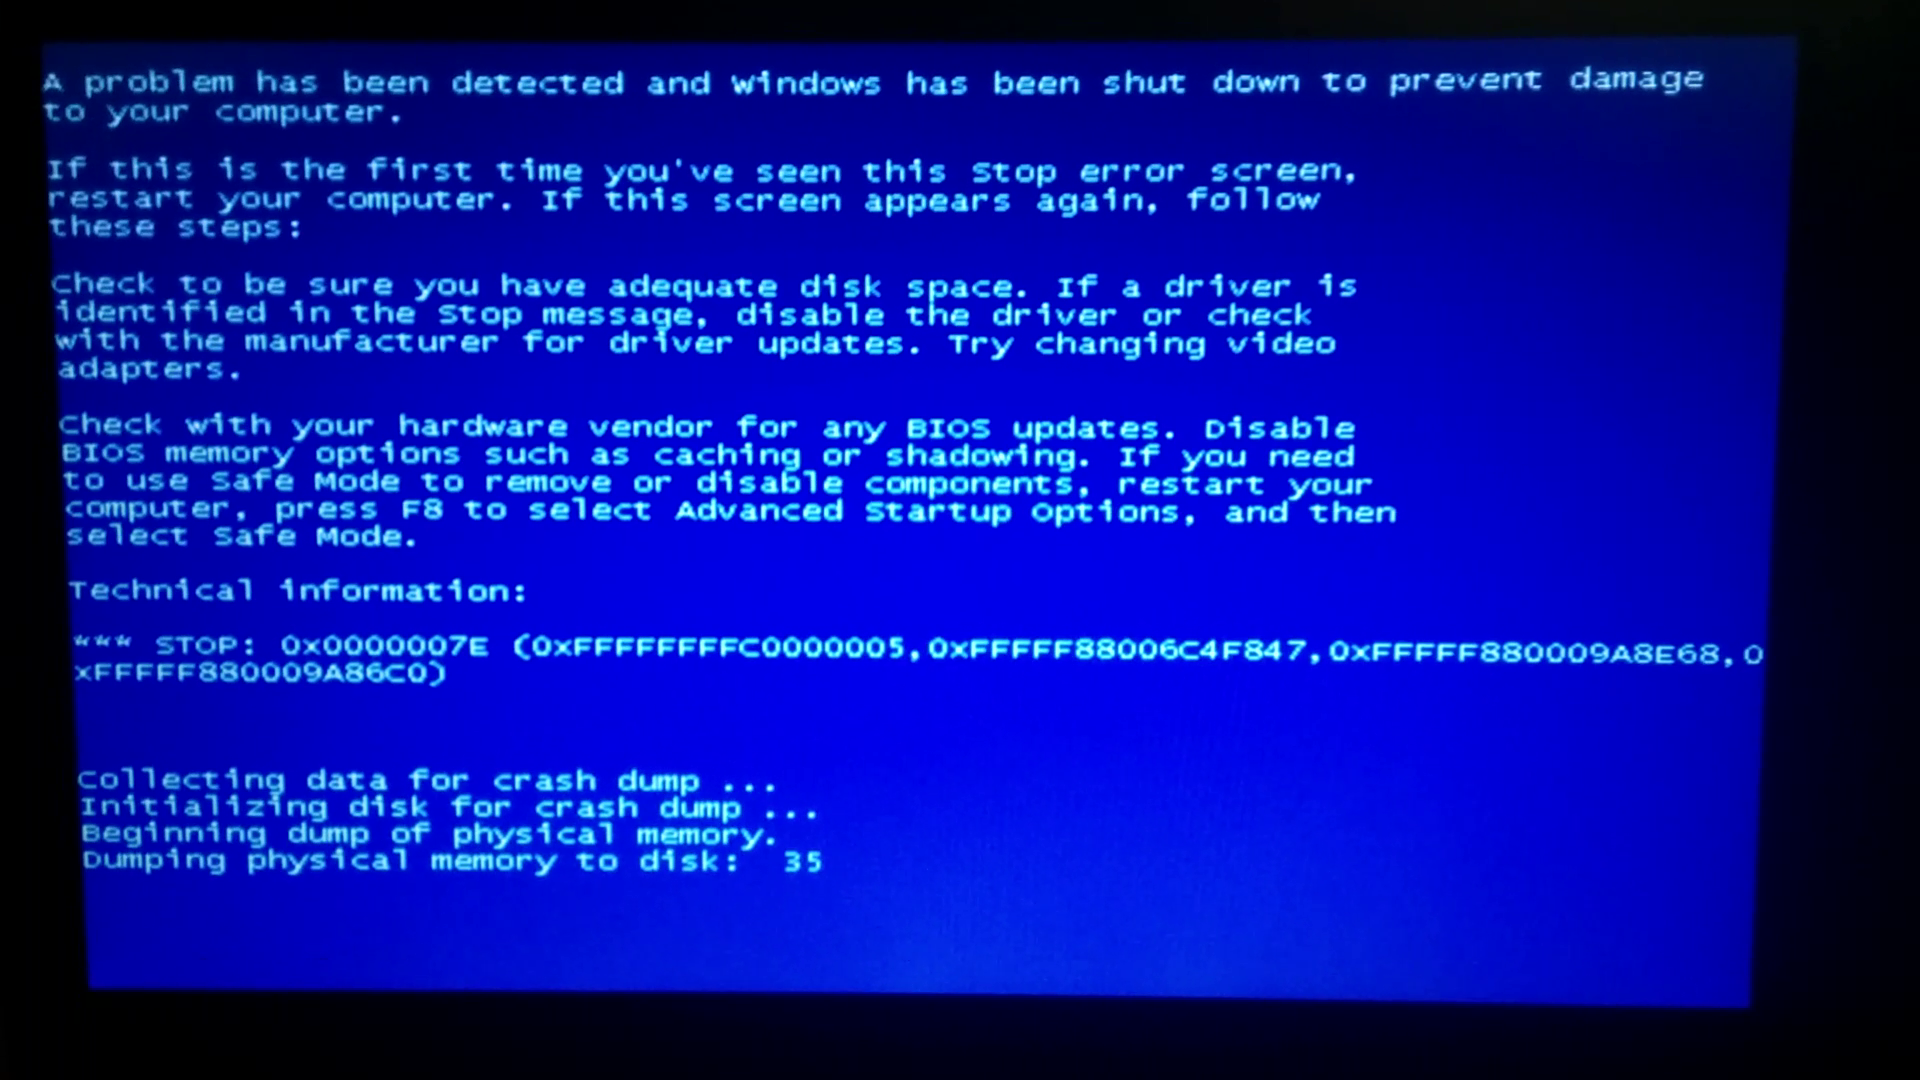 A problem has been detected and windows has been shut down to prevent damage
to your computer.
If this is the first time you've seen this Stop error screen,
restart your computer. If this screen appears again, follow
these steps:
Check to be sure you have adequate disk space. If a driver is
identified in the Stop message, disable the driver or check
with the manufacturer for driver updates. Try changing video
adapters.
Check with your hardware vendor for any BIOS updates. Disable
BIOS memory options such as caching or shadowing. If you need
to use Safe Mode to remove or disable components, restart your
computer, press F8 to select Advanced Startup Options, and then
select Safe Mode.
Technical information:
*** STOP: 0x0000007E (0xFFFFFFFFC0000005,0xFFFFF88006C4F847,0xFFFFF880009A8E68,0
xFFFFF880009A86C0)
Collecting data for crash dump ...
Initializing disk for crash dump ...
Beginning dump of physical memory.
Dumping physical memory to disk:  35